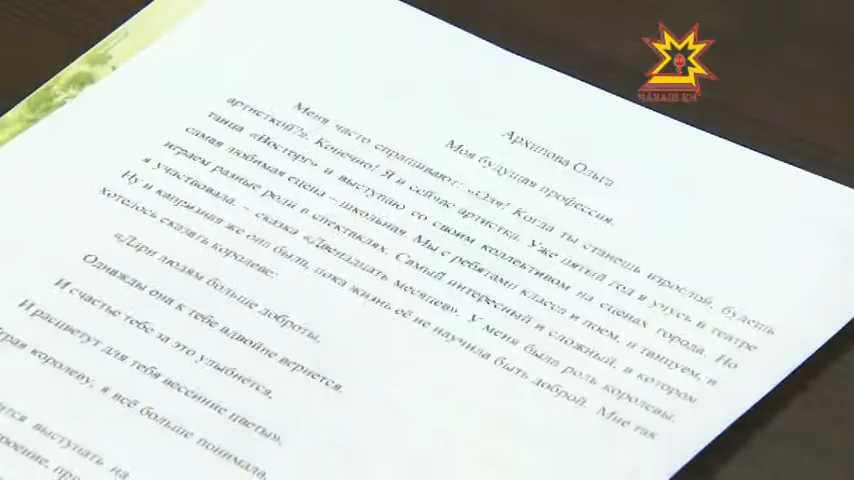 ЧӐВАШ ЕН
Архипова Ольга
Моя будущая профессия.
Меня часто спрашивают: «Оля! Когда ты станешь взрослой, будешь
артисткой?». Конечно! Я и сейчас артистка. Уже пятый год я учусь в театре
танца «Восторг» и выступаю со своим коллективом на сценах города. Но
самая любимая сцена – школьная. Мы с ребятами класса и поем, и танцуем, и
играем разные роли в спектаклях. Самый интересный и сложный, в котором
я участвовала, – сказка «Двенадцать месяцев». У меня была роль королевы.
Ну и капризная же она была, пока жизнь её не научила быть доброй. Мне так
хотелось сказать королеве:
«Дари людям больше доброты,
Однажды она к тебе вдвойне вернется.
И счастье тебе за это улыбнется,
И расцветут для тебя весенние цветы».
королеву, я всё больше понимала,
выступать на